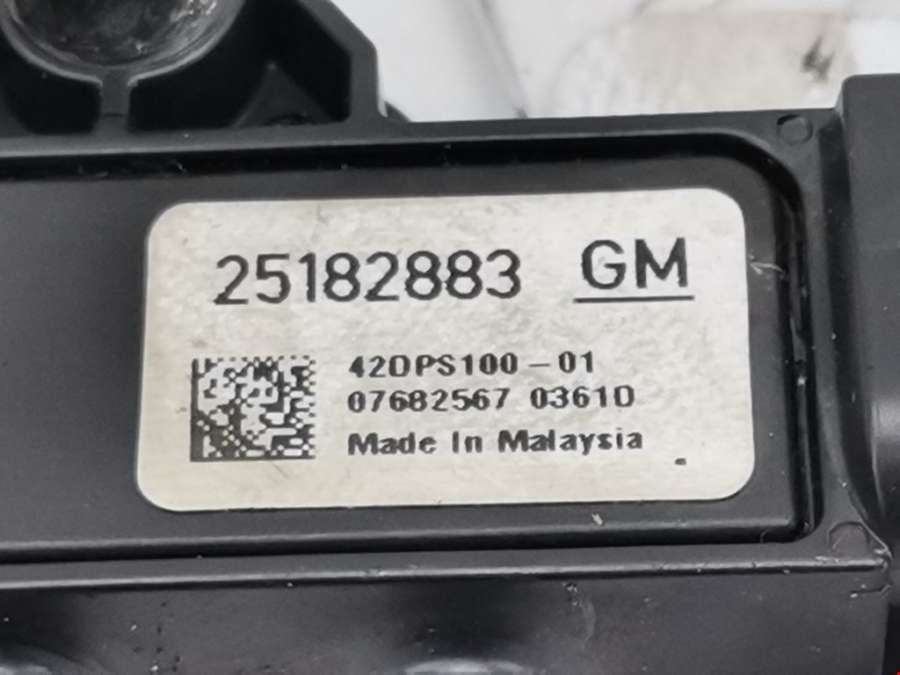 25182883 GM
42DPS100-01
07682567 0361D
Made In Malaysia